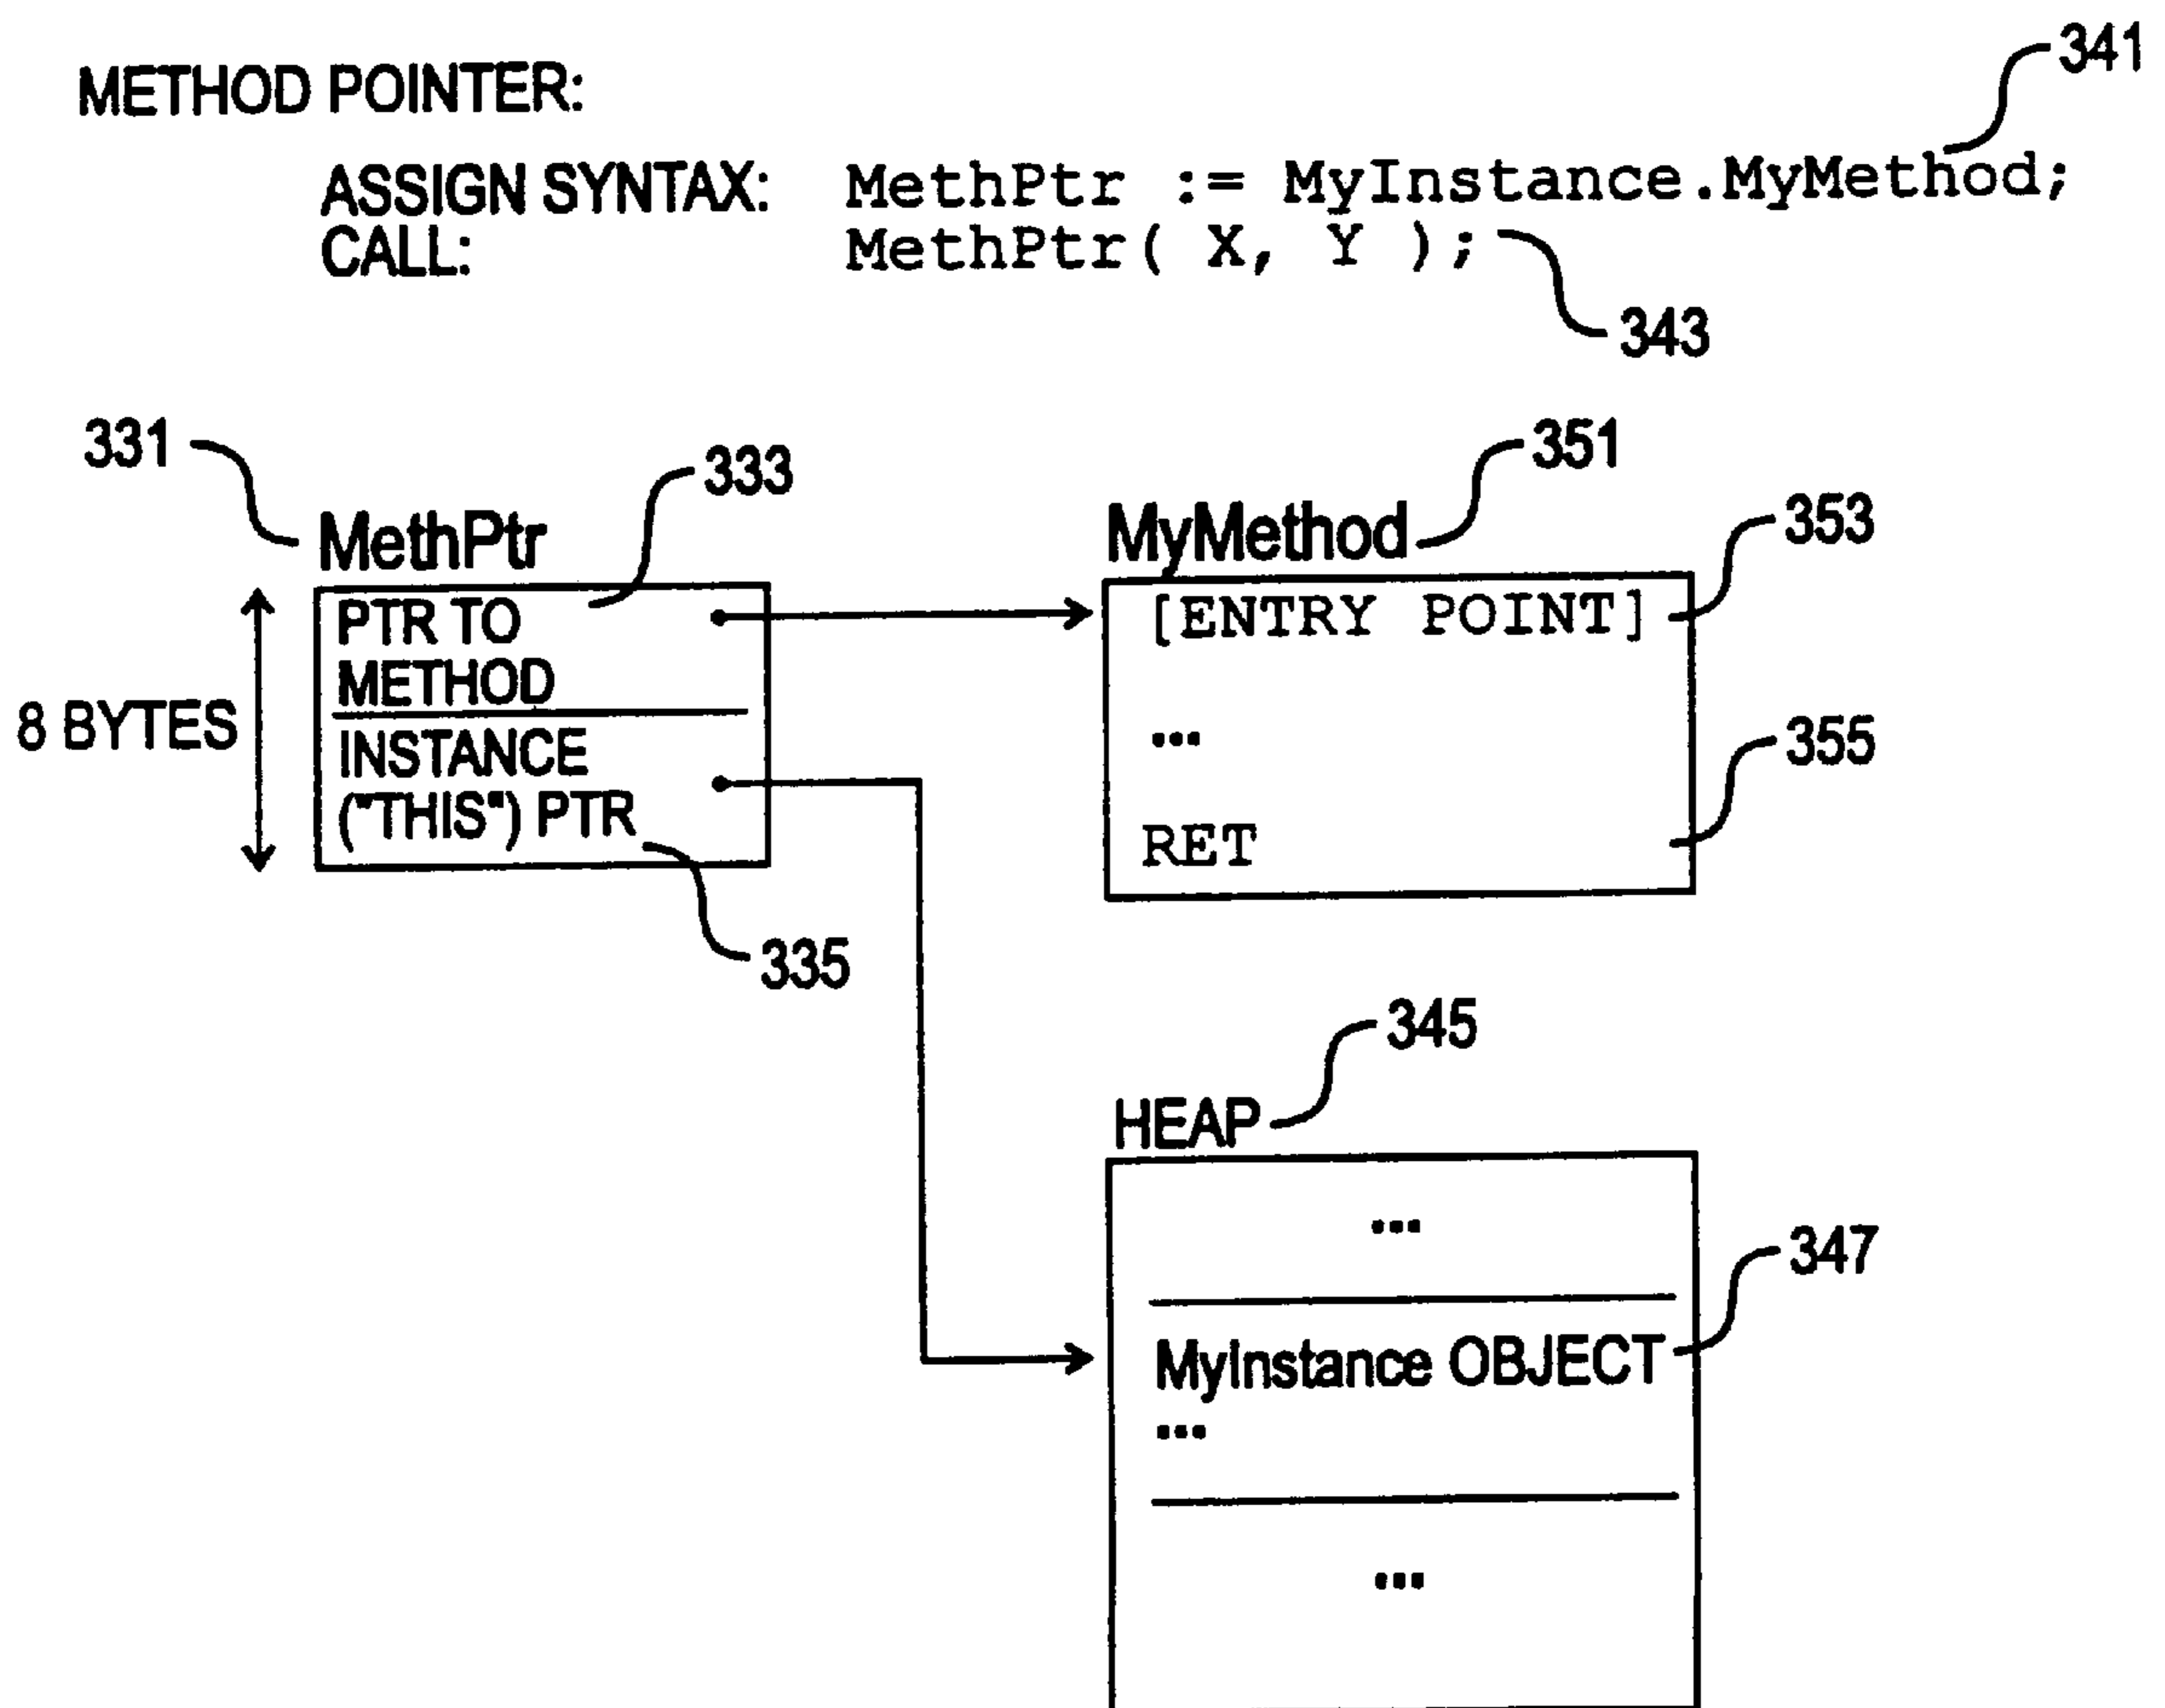 341
METHOD POINTER:
ASSIGN SYNTAX: MethPtr := MyInstance.MyMethod;
CALL: MethPtr( X, Y );
343
331
333
351
353
MethPtr
MyMethod
PTR TO
METHOD
[ENTRY POINT]
8 BYTES
INSTANCE
("THIS") PTR
...
355
RET
335
345
HEAP
...
347
MyInstance OBJECT
...
...